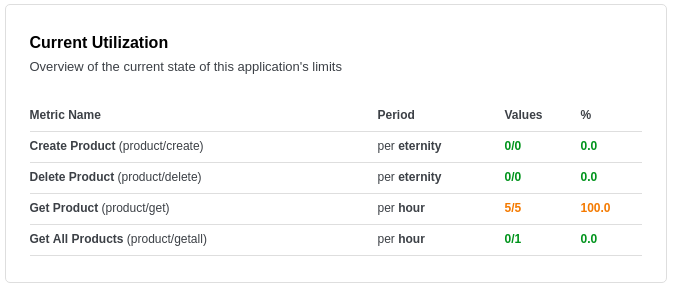 Current Utilization
Overview of the current state of this application's limits
Metric Name Period Values %
Create Product (product/create) per eternity 0/0 0.0
Delete Product (product/delete) per eternity 0/0 0.0
Get Product (product/get) per hour 5/5 100.0
Get All Products (product/getall) per hour 0/1 0.0